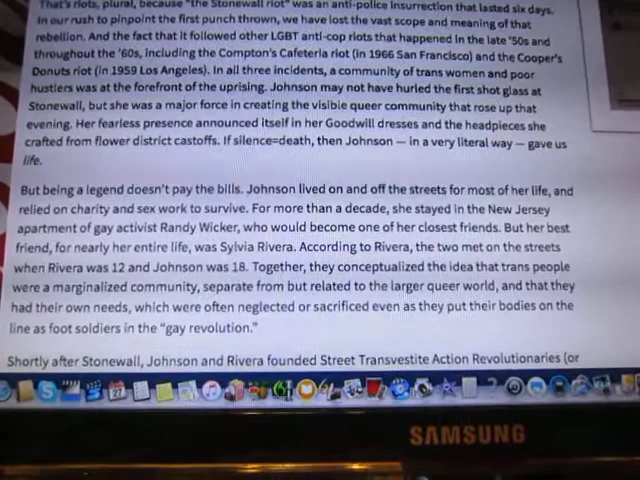 That's riots, plural, because "the Stonewall riot" was an anti-police insurrection that lasted six days.
In our rush to pinpoint the first punch thrown, we have lost the vast scope and meaning of that
rebellion. And the fact that it followed other LGBT anti-cop riots that happened in the late '50s and
throughout the '60s, including the Compton's Cafeteria riot (in 1966 San Francisco) and the Cooper's
Donuts riot (in 1959 Los Angeles). In all three incidents, a community of trans women and poor
hustlers was at the forefront of the uprising. Johnson may not have hurled the first shot glass at
Stonewall, but she was a major force in creating the visible queer community that rose up that
evening. Her fearless presence announced itself in her Goodwill dresses and the headpieces she
crafted from flower district castoffs. If silence=death, then Johnson — in a very literal way — gave us
life.
But being a legend doesn't pay the bills. Johnson lived on and off the streets for most of her life, and
relied on charity and sex work to survive. For more than a decade, she stayed in the New Jersey
apartment of gay activist Randy Wicker, who would become one of her closest friends. But her best
friend, for nearly her entire life, was Sylvia Rivera. According to Rivera, the two met on the streets
when Rivera was 12 and Johnson was 18. Together, they conceptualized the idea that trans people
were a marginalized community, separate from but related to the larger queer world, and that they
had their own needs, which were often neglected or sacrificed even as they put their bodies on the
line as foot soldiers in the "gay revolution."
Shortly after Stonewall, Johnson and Rivera founded Street Transvestite Action Revolutionaries (or
27
SAMSUNG